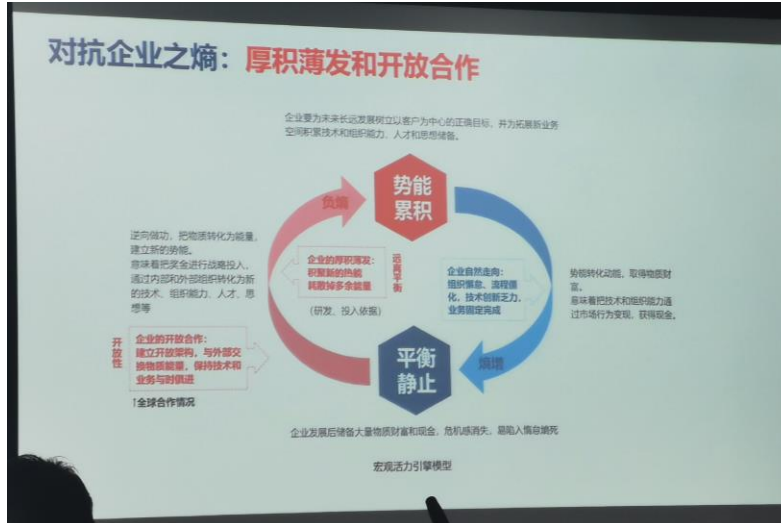 对抗企业之熵：厚积薄发和开放合作
企业要为未来长远发展树立以客户为中心的正确目标，并为拓展新业务
空间积累技术和组织能力、人才和思想储备。
势能
累积
负熵
逆向做功，把物质转化为能量，
建立新的势能。
意味着把奖金进行战略投入，
通过内部和外部组织转化为新
的技术、组织能力、人才、思
想等
企业的厚积薄发：
积聚新的热能
耗散掉多余能量
远离平衡
（研发、投入依据）
企业自然走向：
组织懈怠、流程僵
化、技术创新乏力、
业务固定完成
势能转化动能，取得物质财
富。
意味着把技术和组织能力通
过市场行为变现，获得现金。
开放性
企业的开放合作：
建立开放架构，与外部交
换物质能量，保持技术和
业务与时俱进
↑全球合作情况
平衡
静止
熵增
企业发展后储备大量物质财富和现金，危机感消失，易陷入惰怠熵死
宏观活力引擎模型